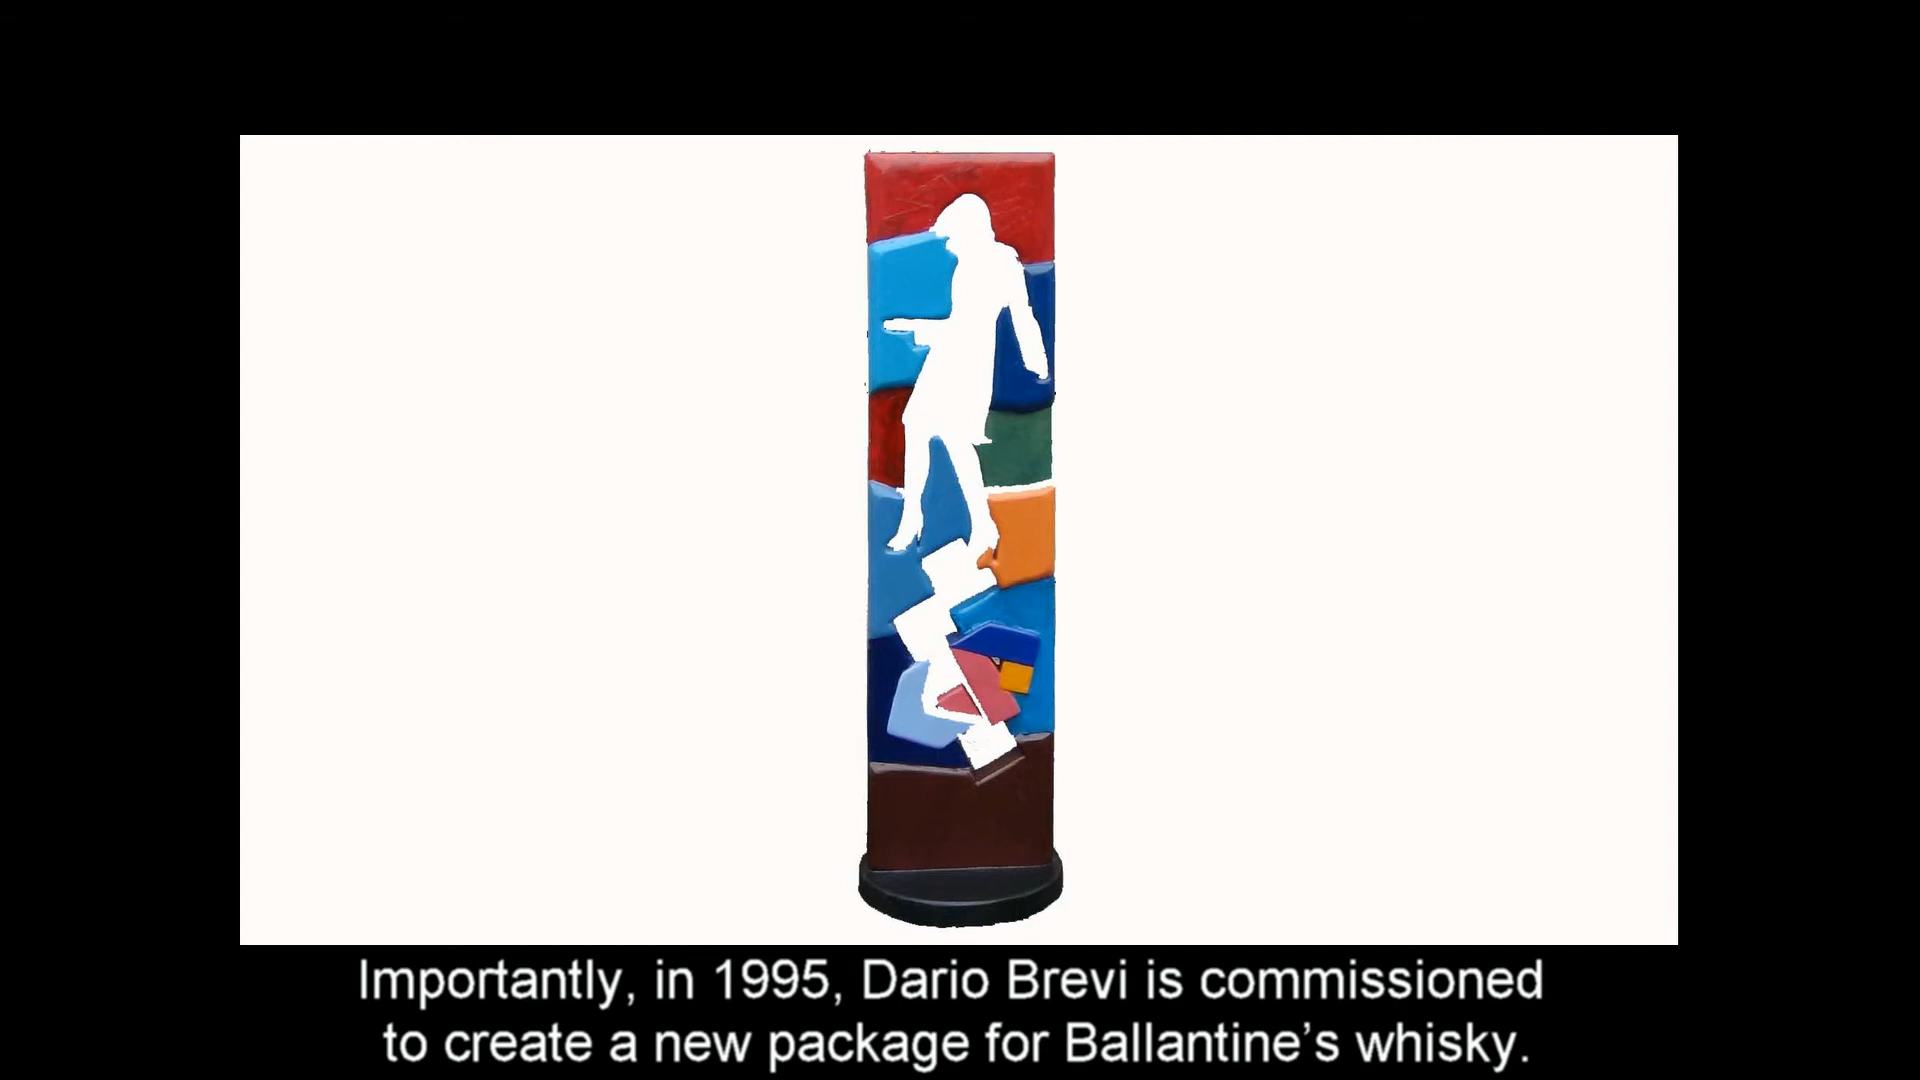 Importantly, in 1995, Dario Brevi is commissioned
to create a new package for Ballantine’s whisky.